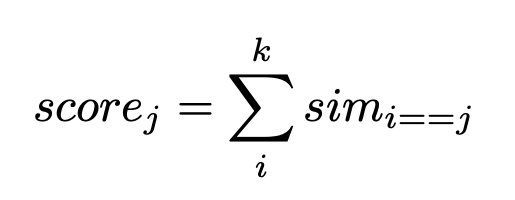 score_j = \sum_{i}^{k} sim_{i==j}